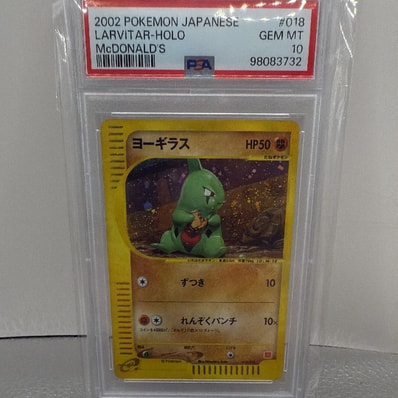 2002 POKEMON JAPANESE #018
LARVITAR-HOLO GEM MT
McDONALD'S 10
PSA 98083732
ヨーギラス HP50
ずつき 10
れんぞくパンチ 10×
e